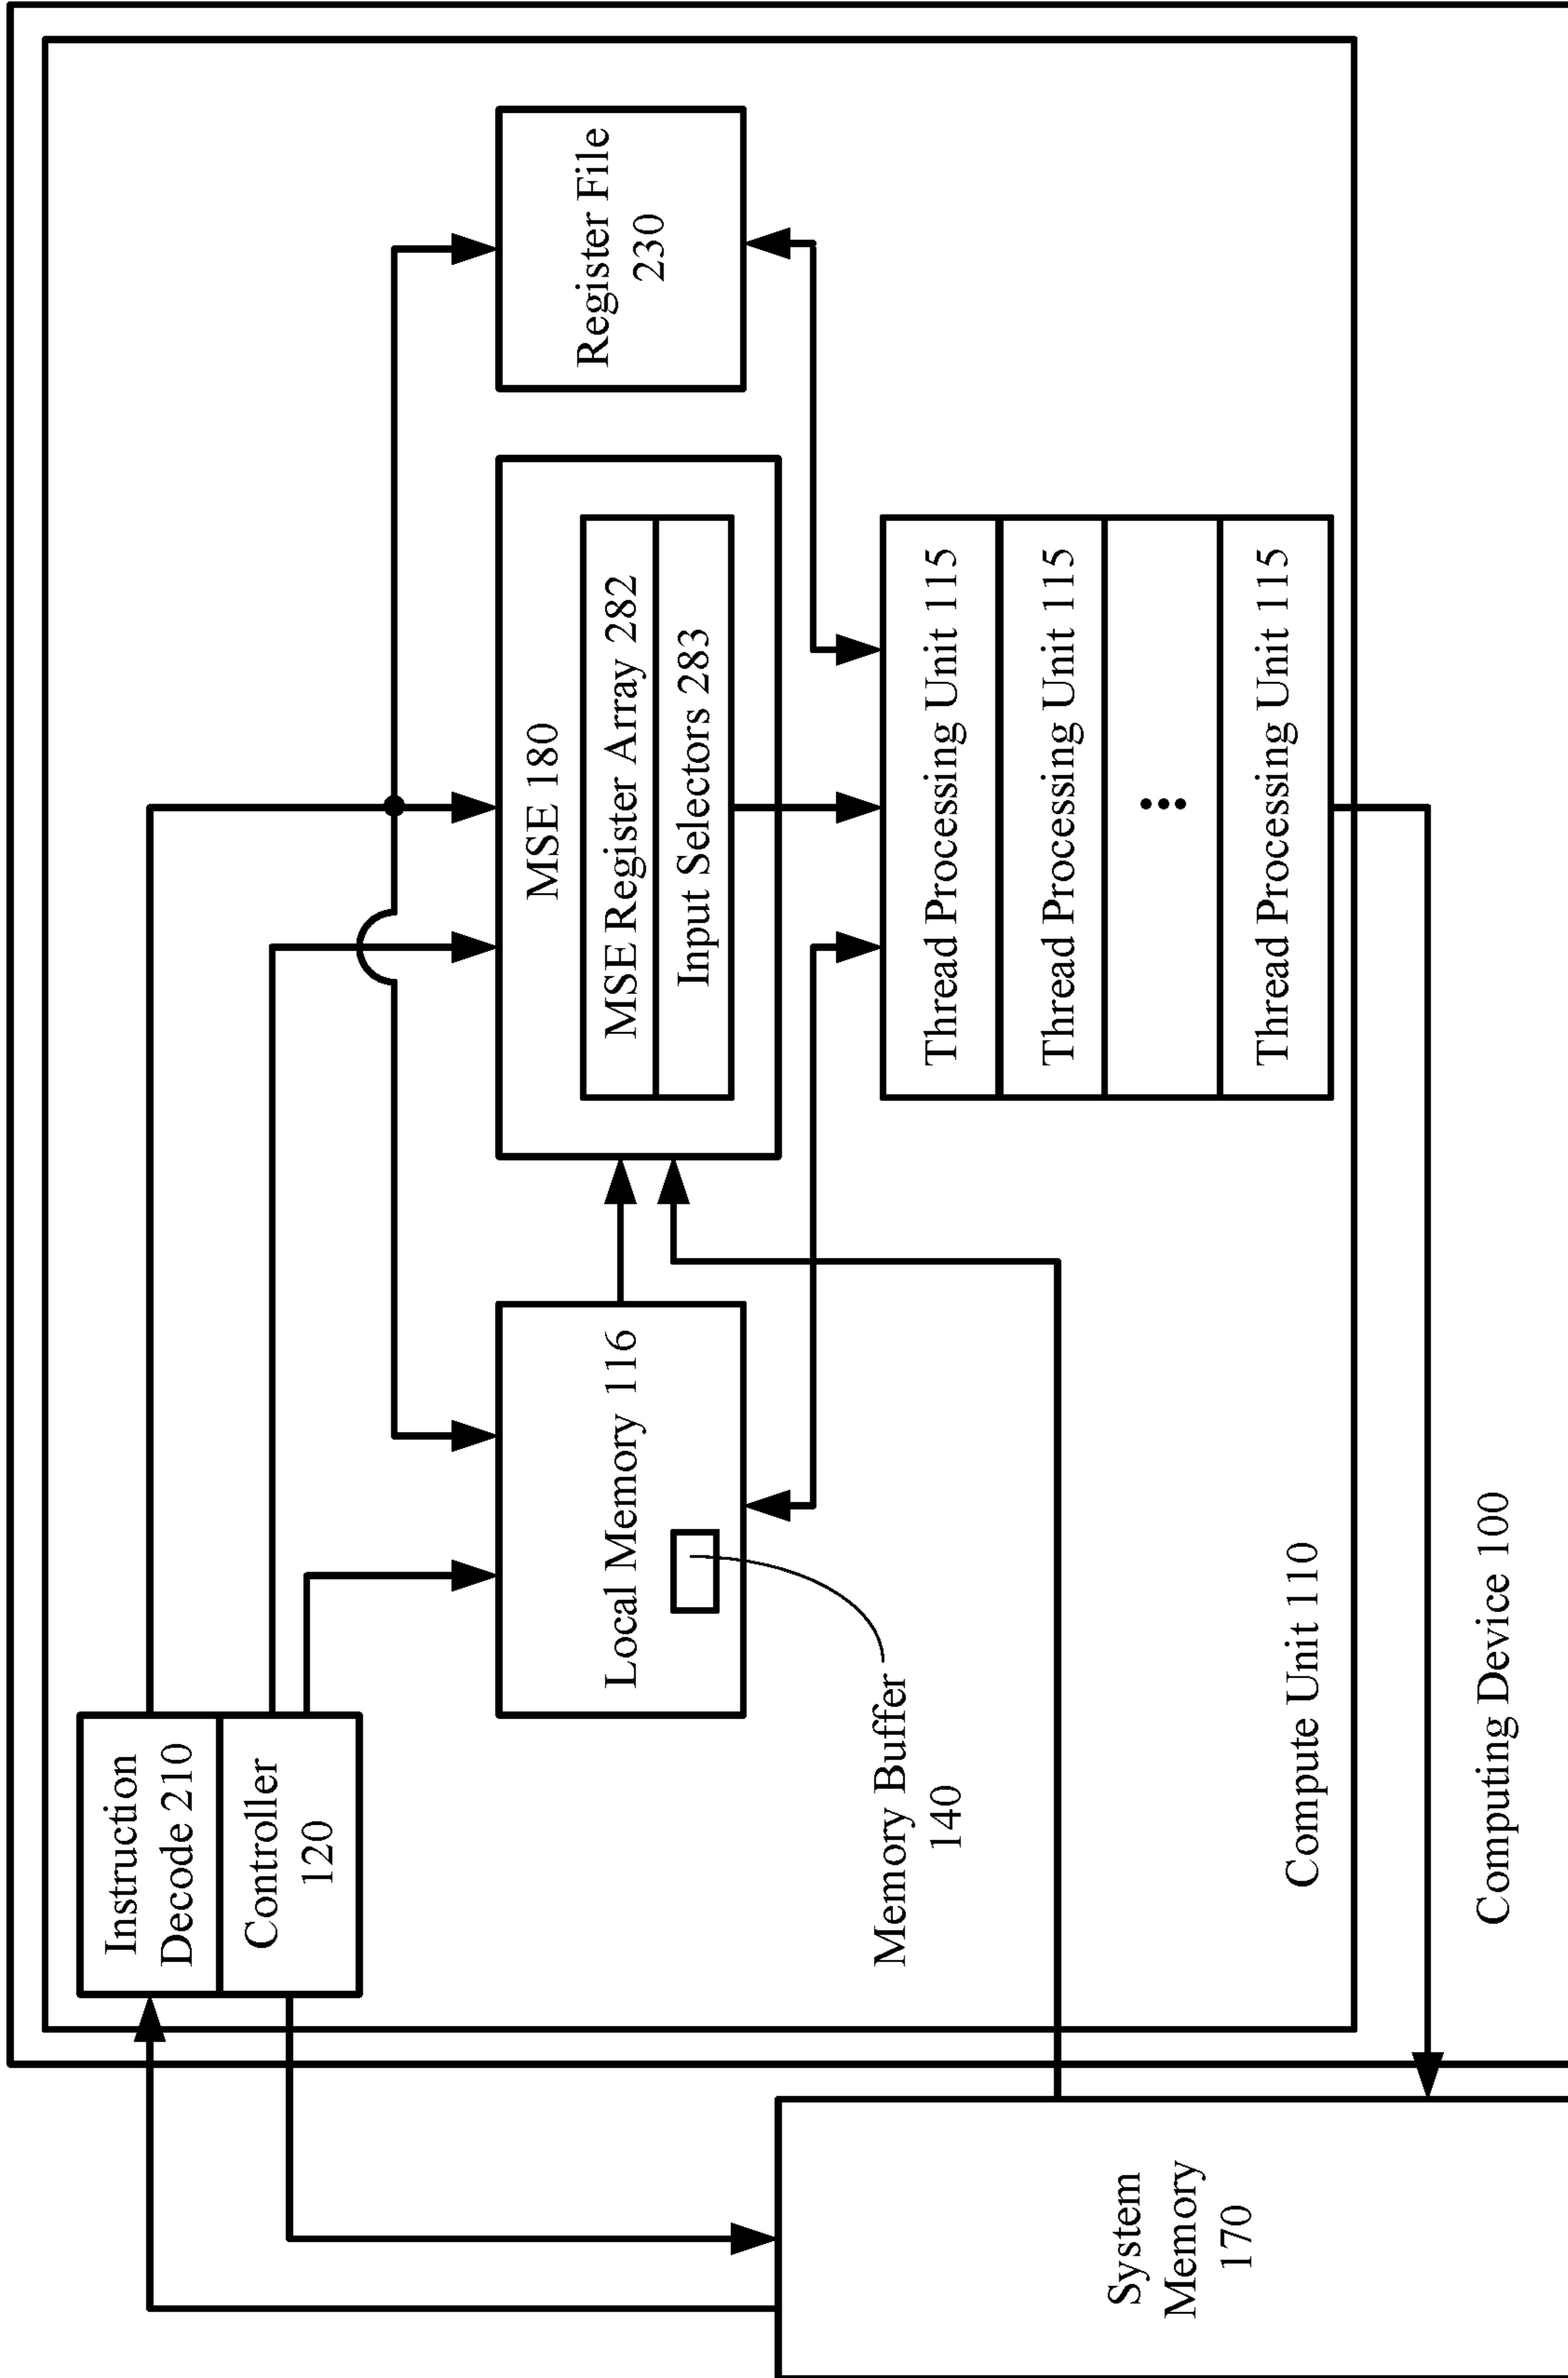 Instruction
Decode 210
Controller
120
Local Memory 116
Memory Buffer
140
MSE 180
MSE Register Array 282
Input Selectors 283
Register File
230
Thread Processing Unit 115
Thread Processing Unit 115
...
Thread Processing Unit 115
System
Memory
170
Compute Unit 110
Computing Device 100